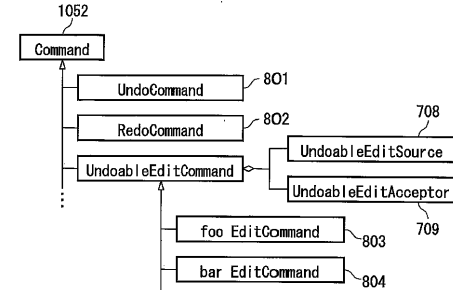 1052
Command
UndoCommand
801
RedoCommand
802
708
UndoableEditCommand
UndoableEditSource
UndoableEditAcceptor
709
foo EditCommand
803
bar EditCommand
804